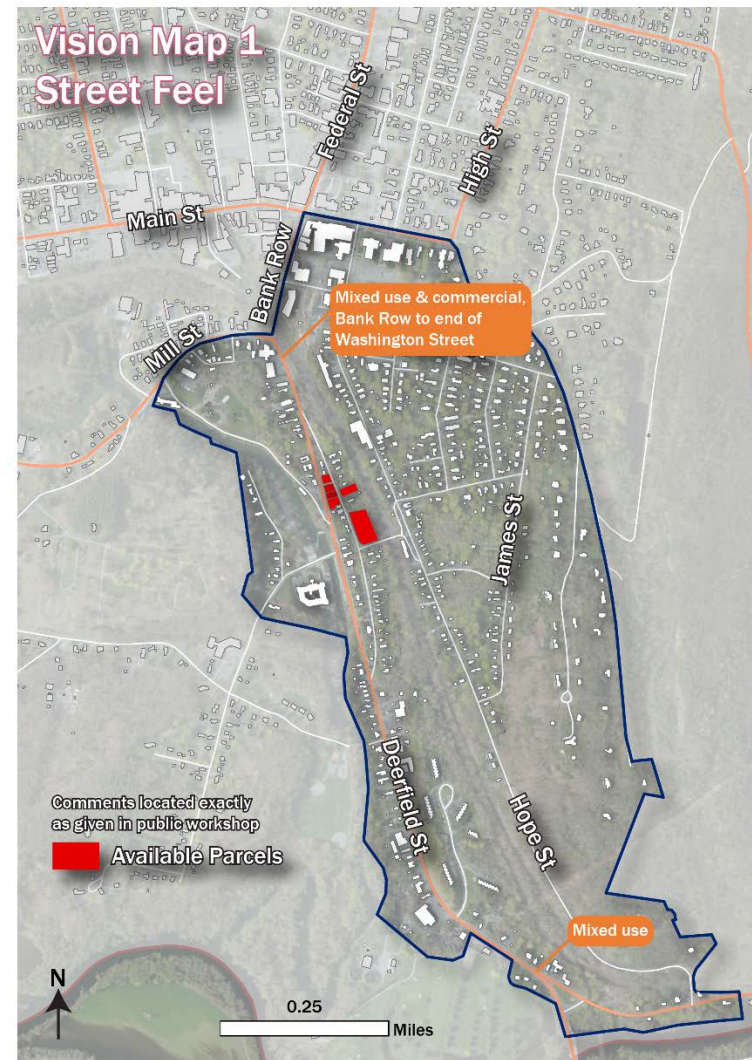 Vision Map 1
Street Feel
Federal St
High St
Main St
Bank Row
Mixed use & commercial,
Bank Row to end of
Washington Street
Mill St
James St
Deerfield St
Hope St
Comments located exactly
as given in public workshop
Available Parcels
Mixed use
N
0.25
Miles